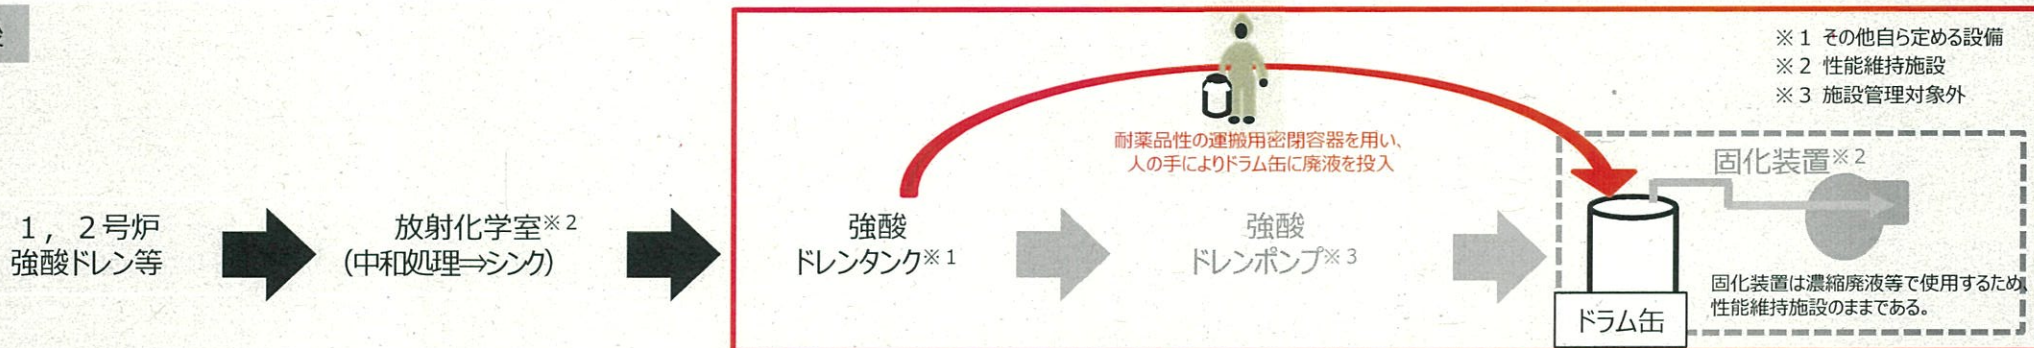 ※1 その他自ら定める設備
※2 性能維持施設
※3 施設管理対象外
耐薬品性の運搬用密閉容器を用い、
人の手によりドラム缶に廃液を投入
固化装置※2
1,2号炉
強酸ドレン等
放射化学室※2
(中和処理⇒シンク)
強酸
ドレンタンク※1
強酸
ドレンポンプ※3
固化装置は濃縮廃液等で使用するため、
性能維持施設のままである。
ドラム缶